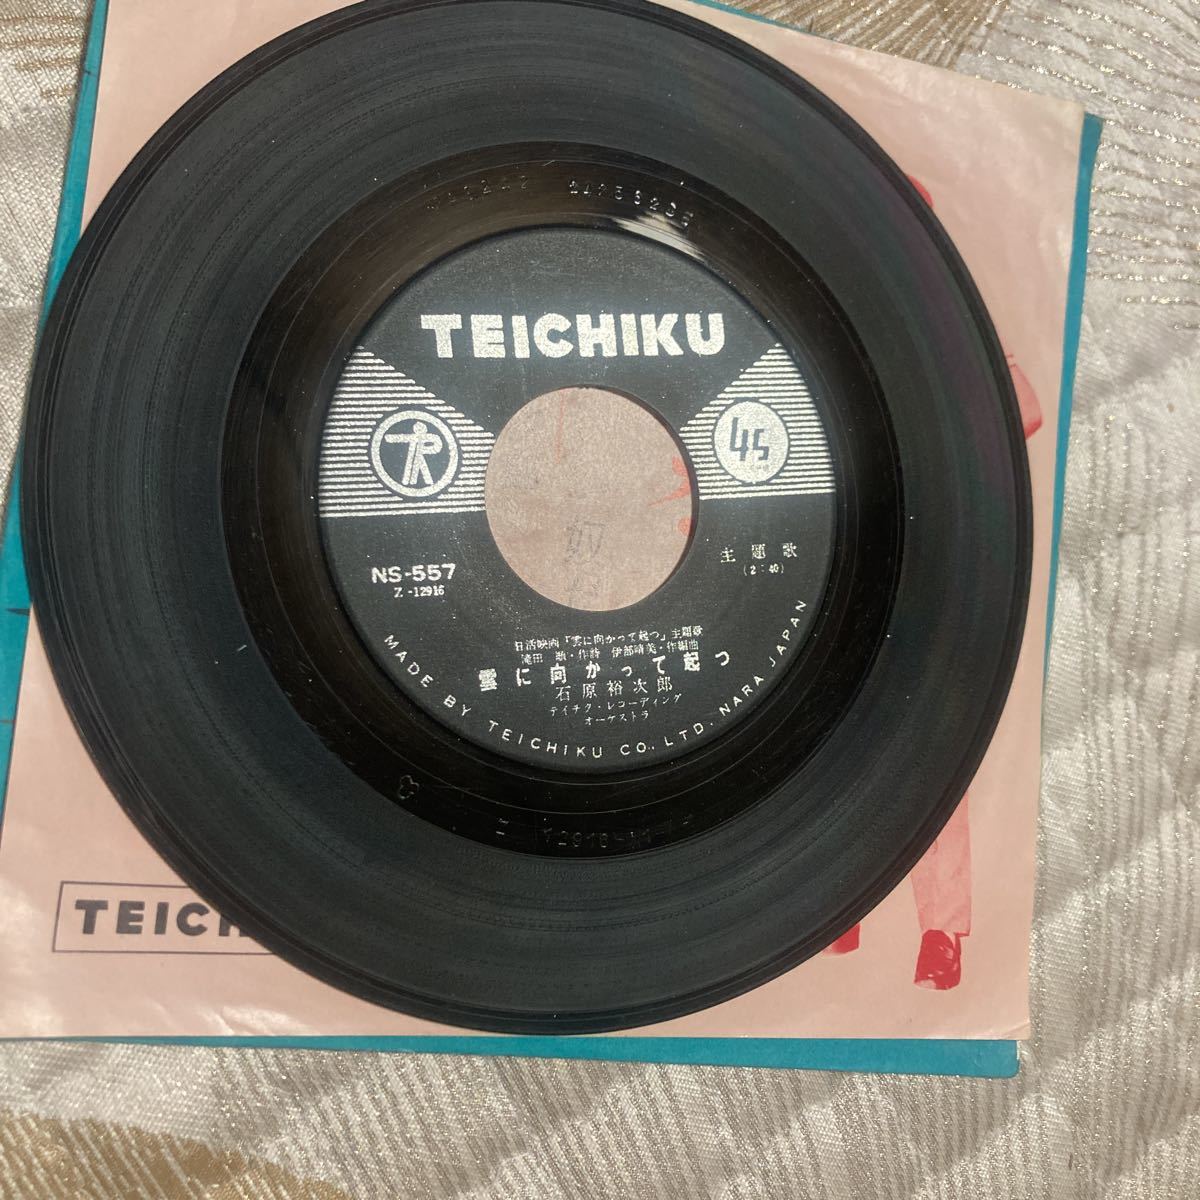 TEICHIKU
45
主題歌
(2:40)
NS-557
Z-12916
日活映画「雲に向かって起つ」主題歌
滝田 順・作詩 伊部晴美・作編曲
雲に向かって起つ
石原裕次郎
テイチク・レコーディング
オーケストラ
MADE BY TEICHIKU CO., LTD. NARA JAPAN
TEICH